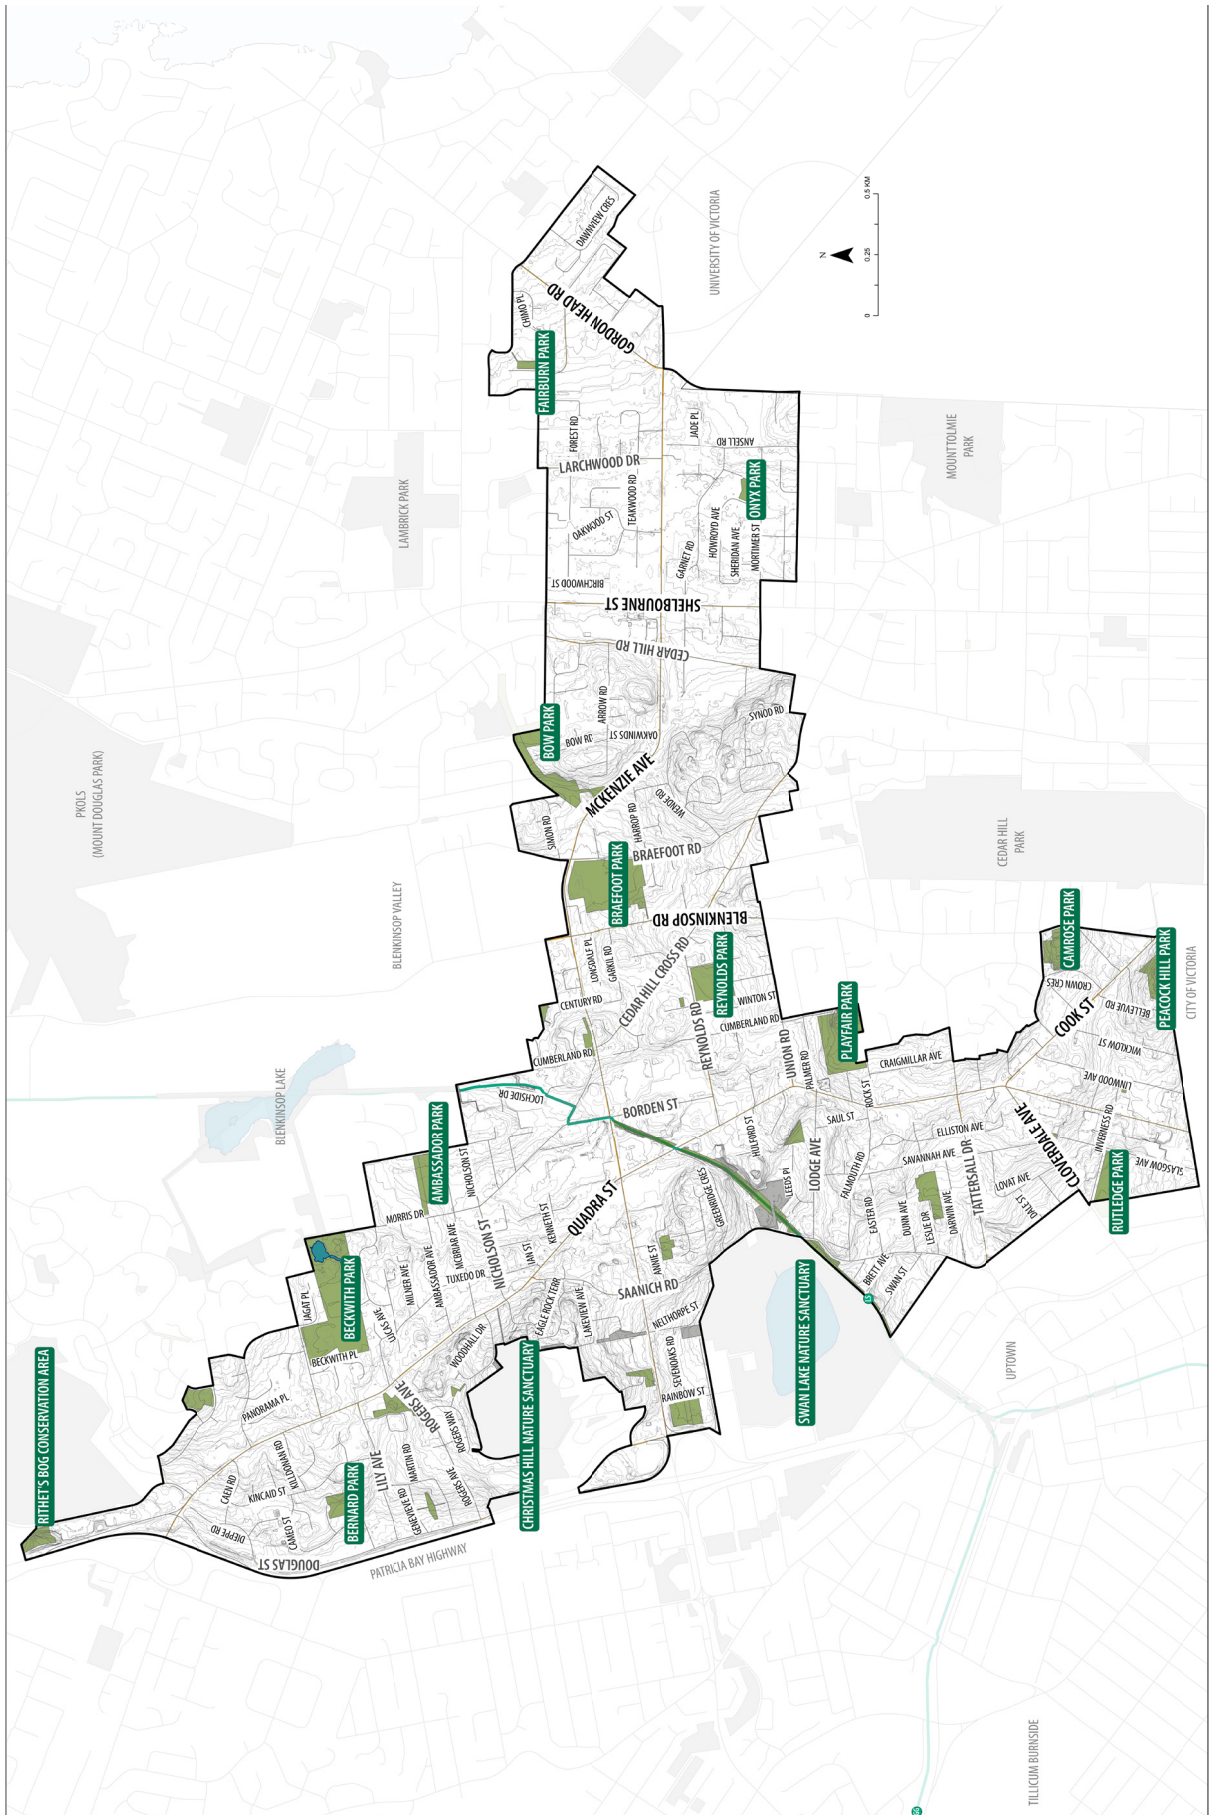 RITHET'S BOG CONSERVATION AREA
PKOLS
(MOUNT DOUGLAS PARK)
BLENKINSOP VALLEY
BLENKINSOP LAKE
LAMBRICK PARK
UNIVERSITY OF VICTORIA
MOUNT TOLMIE
PARK
CEDAR HILL
PARK
CITY OF VICTORIA
UPTOWN
TILLICUM BURNSIDE
PATRICIA BAY HIGHWAY
N
0
0.25
0.5 KM
DAWNVIEW CRES
CHIMO PL
GORDON HEAD RD
FAIRBURN PARK
FOREST RD
LARCHWOOD DR
JADE PL
ANSELL RD
ONYX PARK
TEAKWOOD RD
OAKWOOD ST
HOWROYD AVE
SHERIDAN AVE
MORTIMER ST
GARNET RD
BIRCHWOOD ST
SHELBOURNE ST
CEDAR HILL RD
ARROW RD
BOW PARK
BOW RD
OAKWINDS ST
SYNOD RD
MCKENZIE AVE
WENDE RD
SIMON RD
HARROP RD
BRAEFOOT RD
BRAEFOOT PARK
BLENKINSOP RD
LONSDALE PL
GARKIL RD
CEDAR HILL CROSS RD
REYNOLDS PARK
CENTURY RD
WINTON ST
CUMBERLAND RD
CUMBERLAND RD
REYNOLDS RD
UNION RD
PALMER RD
PLAYFAIR PARK
CRAIGMILLAR AVE
ROCK ST
CAMROSE PARK
CROWN CRES
PEACOCK HILL PARK
BELLEVUE RD
COOK ST
WICKLOW ST
LINWOOD AVE
INVERNESS RD
GLASGOW AVE
RUTLEDGE PARK
CLOVERDALE AVE
LOVAT AVE
DALE ST
TATTERSALL DR
ELLISTON AVE
SAVANNAH AVE
DARWIN AVE
LESLIE DR
DUNN AVE
EASTER RD
FALMOUTH RD
SAUL ST
LODGE AVE
LEEDS PL
HULFORD ST
BRETT AVE
SWAN ST
SWAN LAKE NATURE SANCTUARY
LOCHSIDE DR
BORDEN ST
GREENRIDGE CRES
AMBASSADOR PARK
NICHOLSON ST
MORRIS DR
QUADRA ST
KENNETH ST
IAN ST
NICHOLSON ST
MCBRIAR AVE
TUXEDO DR
AMBASSADOR AVE
MILNER AVE
LUCAS AVE
BECKWITH PARK
JAGAT PL
BECKWITH PL
ANNIE ST
SAANICH RD
LAKEVIEW AVE
EAGLE ROCK TERR
NELTHORPE ST
SEVENOAKS RD
RAINBOW ST
WOODHALL DR
CHRISTMAS HILL NATURE SANCTUARY
ROGERS AVE
ROGERS WAY
ROGERS AVE
PANORAMA PL
LILY AVE
MARTIN RD
GENEVIEVE RD
BERNARD PARK
KILLDONAN RD
KINCAID ST
CAEN RD
CAMEO ST
DIEPPE RD
DOUGLAS ST